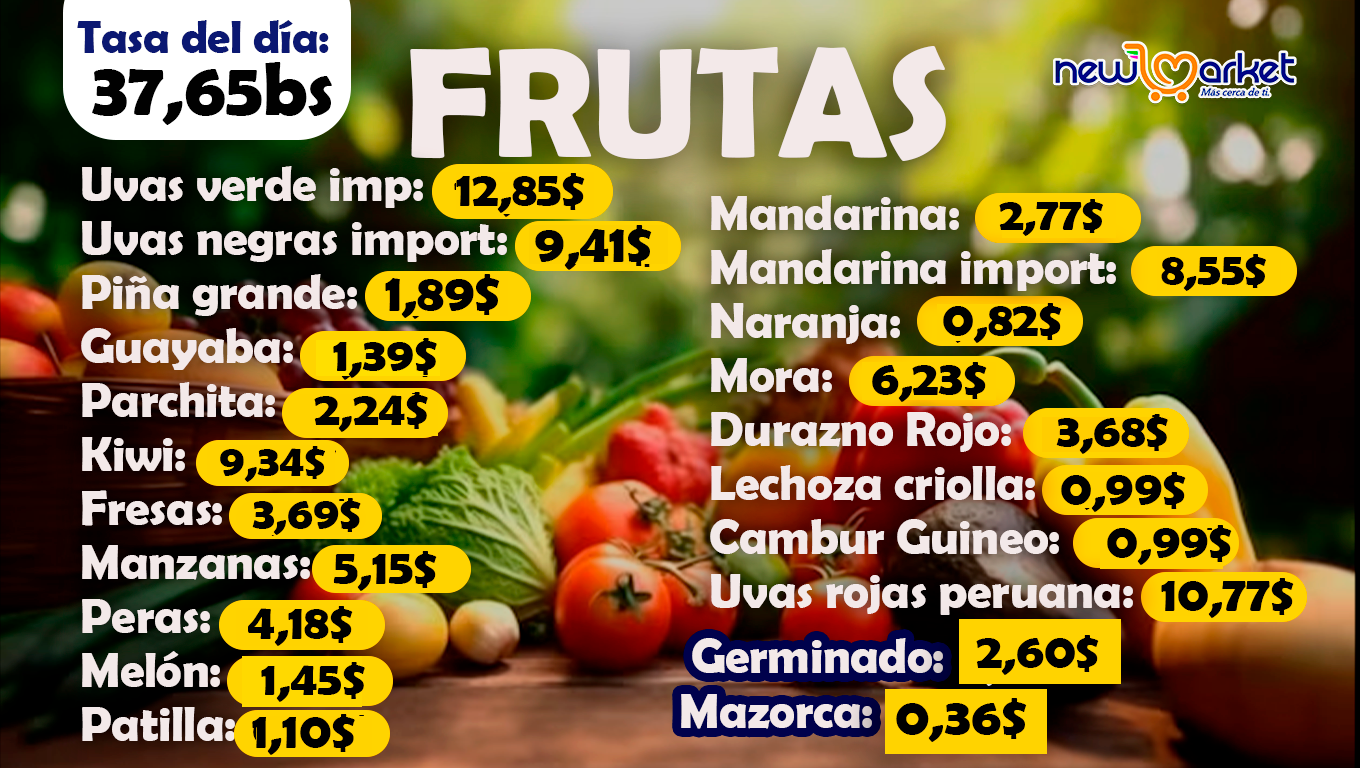 Tasa del día:
37,65bs
FRUTAS
newmarket
Más cerca de ti.
Uvas verde imp: 12,85$
Uvas negras import: 9,41$
Piña grande: 1,89$
Guayaba: 1,39$
Parchita: 2,24$
Kiwi: 9,34$
Fresas: 3,69$
Manzanas: 5,15$
Peras: 4,18$
Melón: 1,45$
Patilla: 1,10$
Mandarina: 2,77$
Mandarina import: 8,55$
Naranja: 0,82$
Mora: 6,23$
Durazno Rojo: 3,68$
Lechoza criolla: 0,99$
Cambur Guineo: 0,99$
Uvas rojas peruana: 10,77$
Germinado: 2,60$
Mazorca: 0,36$